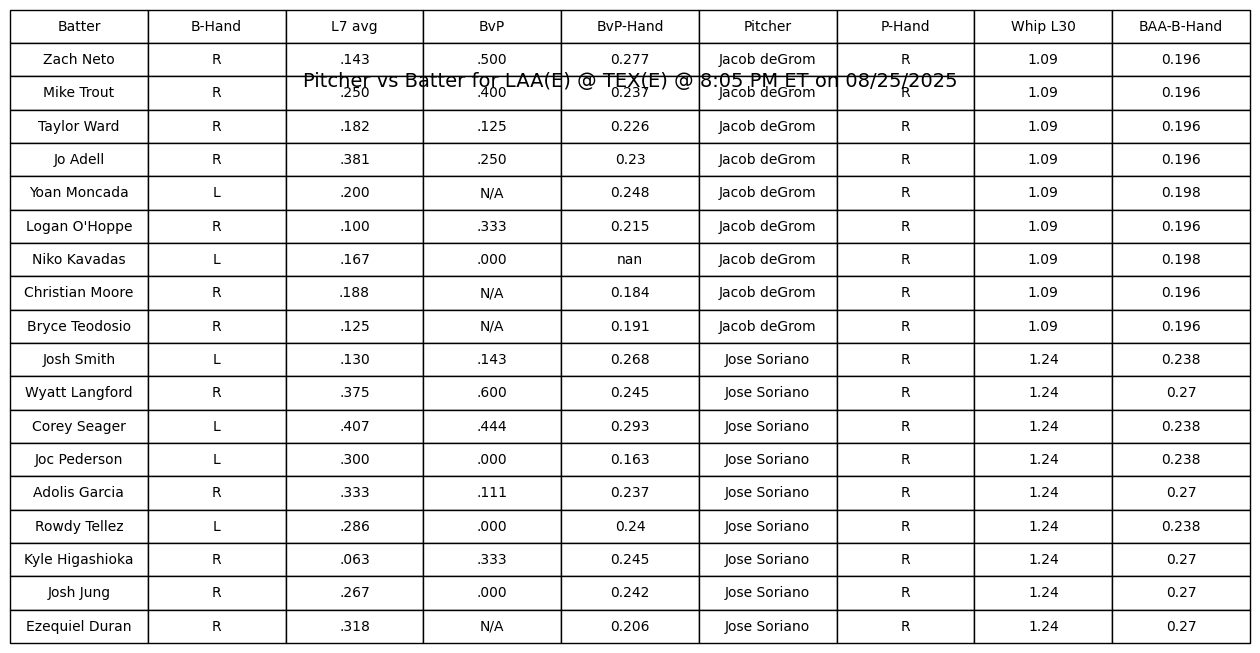 Batter B-Hand L7 avg BvP BvP-Hand Pitcher P-Hand Whip L30 BAA-B-Hand
Zach Neto R .143 .500 0.277 Jacob deGrom R 1.09 0.196
Pitcher vs Batter for LAA(E) @ TEX(E) @ 8:05 PM ET on 08/25/2025
Mike Trout R .250 .400 0.237 Jacob deGrom R 1.09 0.196
Taylor Ward R .182 .125 0.226 Jacob deGrom R 1.09 0.196
Jo Adell R .381 .250 0.23 Jacob deGrom R 1.09 0.196
Yoan Moncada L .200 N/A 0.248 Jacob deGrom R 1.09 0.198
Logan O'Hoppe R .100 .333 0.215 Jacob deGrom R 1.09 0.196
Niko Kavadas L .167 .000 nan Jacob deGrom R 1.09 0.198
Christian Moore R .188 N/A 0.184 Jacob deGrom R 1.09 0.196
Bryce Teodosio R .125 N/A 0.191 Jacob deGrom R 1.09 0.196
Josh Smith L .130 .143 0.268 Jose Soriano R 1.24 0.238
Wyatt Langford R .375 .600 0.245 Jose Soriano R 1.24 0.27
Corey Seager L .407 .444 0.293 Jose Soriano R 1.24 0.238
Joc Pederson L .300 .000 0.163 Jose Soriano R 1.24 0.238
Adolis Garcia R .333 .111 0.237 Jose Soriano R 1.24 0.27
Rowdy Tellez L .286 .000 0.24 Jose Soriano R 1.24 0.238
Kyle Higashioka R .063 .333 0.245 Jose Soriano R 1.24 0.27
Josh Jung R .267 .000 0.242 Jose Soriano R 1.24 0.27
Ezequiel Duran R .318 N/A 0.206 Jose Soriano R 1.24 0.27